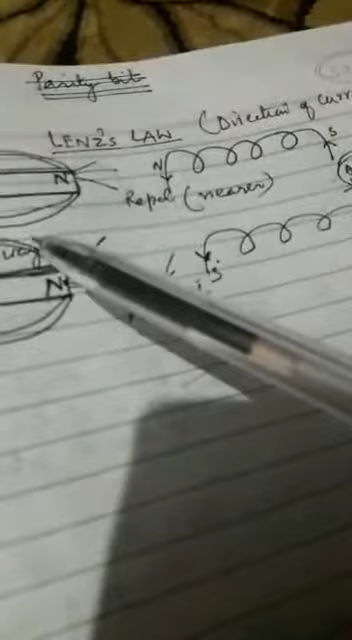 Parity bit
LENZ'S LAW (Direction of curr
N N S
Repel (nearer)
N